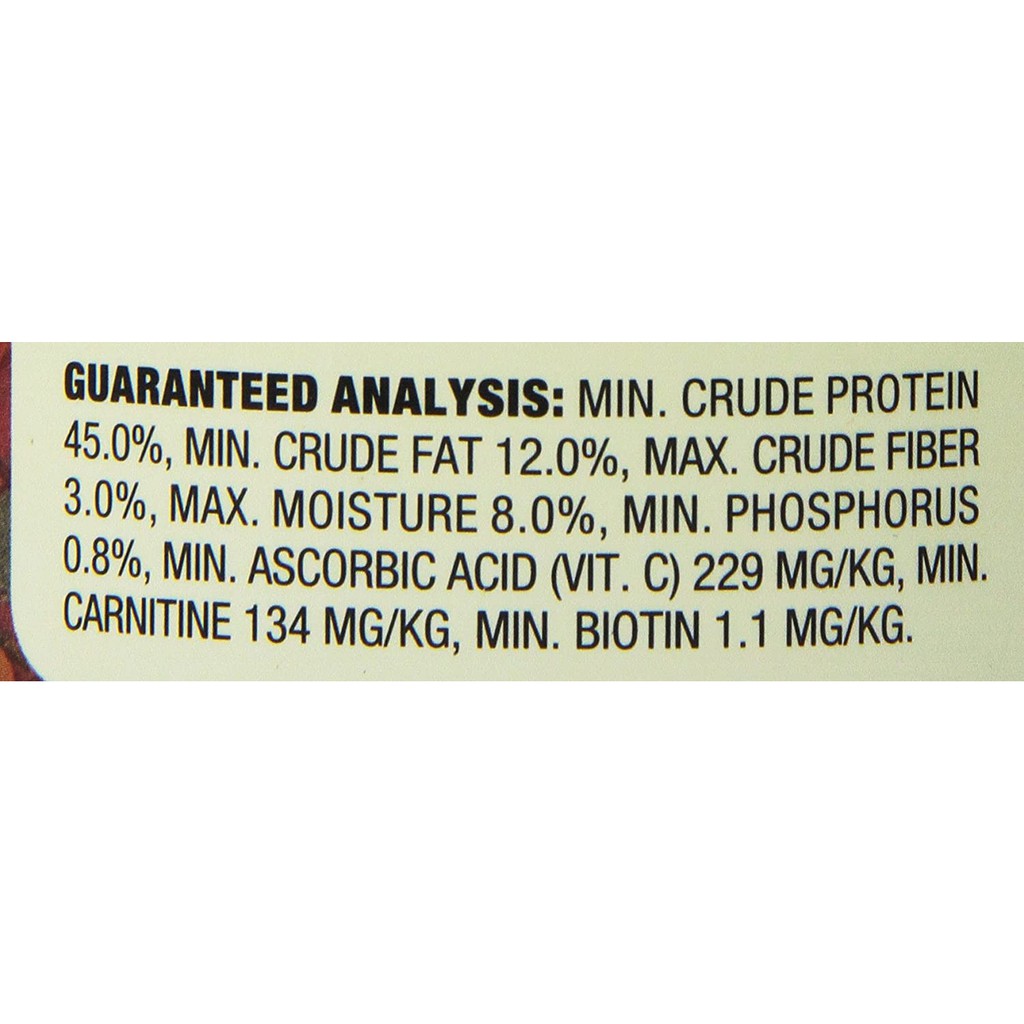 GUARANTEED ANALYSIS: MIN. CRUDE PROTEIN
45.0%, MIN. CRUDE FAT 12.0%, MAX. CRUDE FIBER
3.0%, MAX. MOISTURE 8.0%, MIN. PHOSPHORUS
0.8%, MIN. ASCORBIC ACID (VIT. C) 229 MG/KG, MIN.
CARNITINE 134 MG/KG, MIN. BIOTIN 1.1 MG/KG.